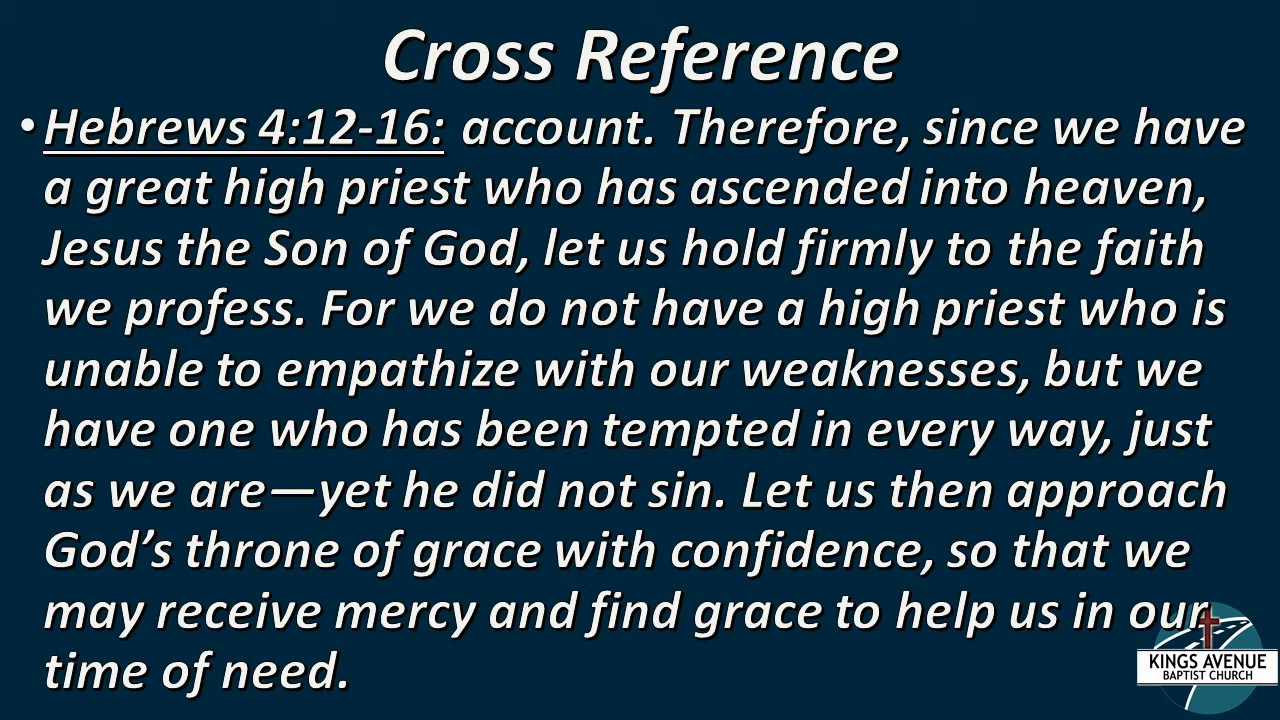 Cross Reference
• Hebrews 4:12-16: account. Therefore, since we have
a great high priest who has ascended into heaven,
Jesus the Son of God, let us hold firmly to the faith
we profess. For we do not have a high priest who is
unable to empathize with our weaknesses, but we
have one who has been tempted in every way, just
as we are—yet he did not sin. Let us then approach
God’s throne of grace with confidence, so that we
may receive mercy and find grace to help us in our
time of need.
KINGS AVENUE
BAPTIST CHURCH